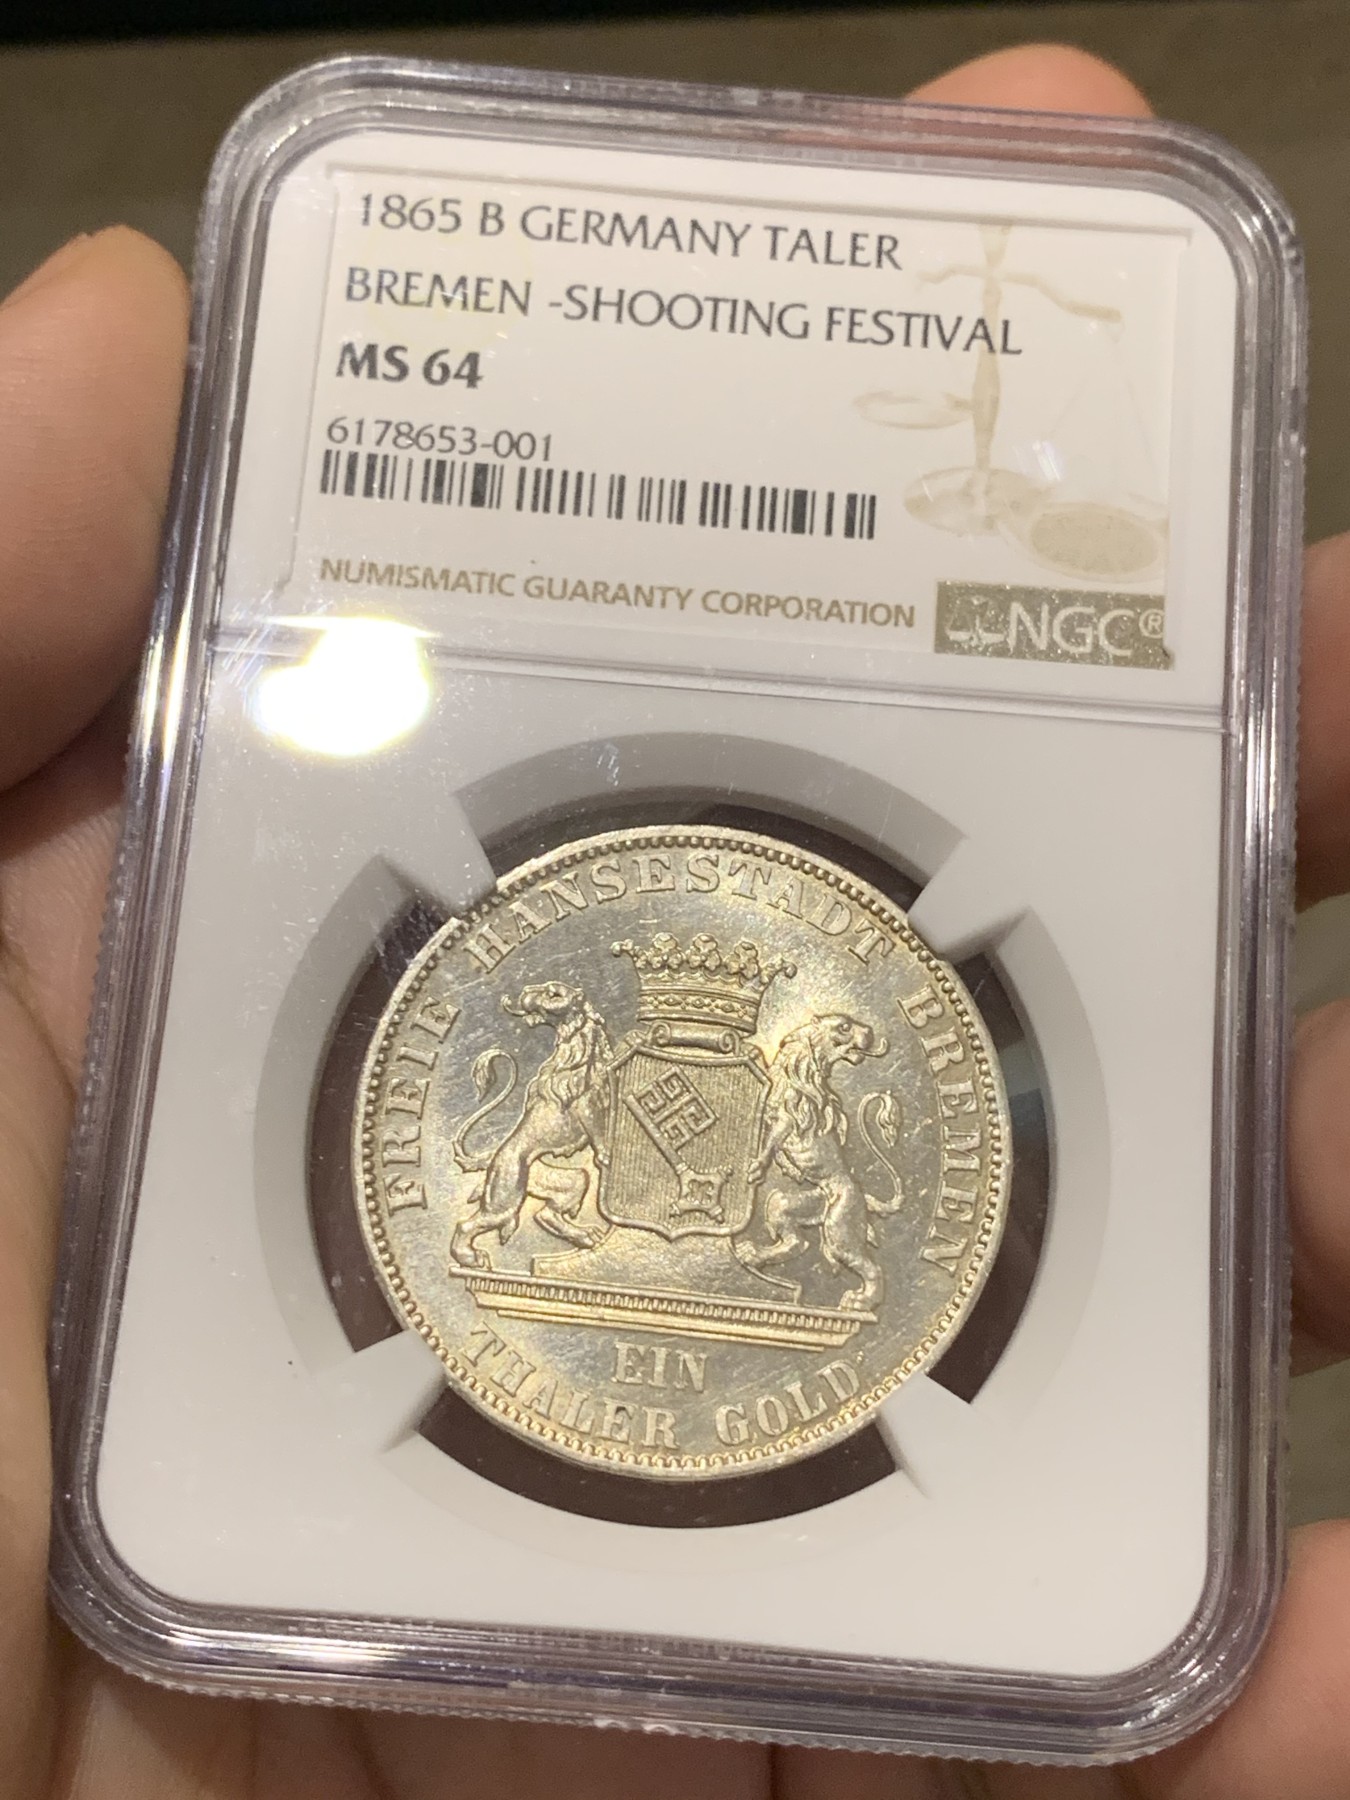 1865 B GERMANY TALER
BREMEN -SHOOTING FESTIVAL
MS 64
6178653-001
NUMISMATIC GUARANTY CORPORATION
NGC®
FREIE HANSESTADT BREMEN
EIN
THALER GOLD